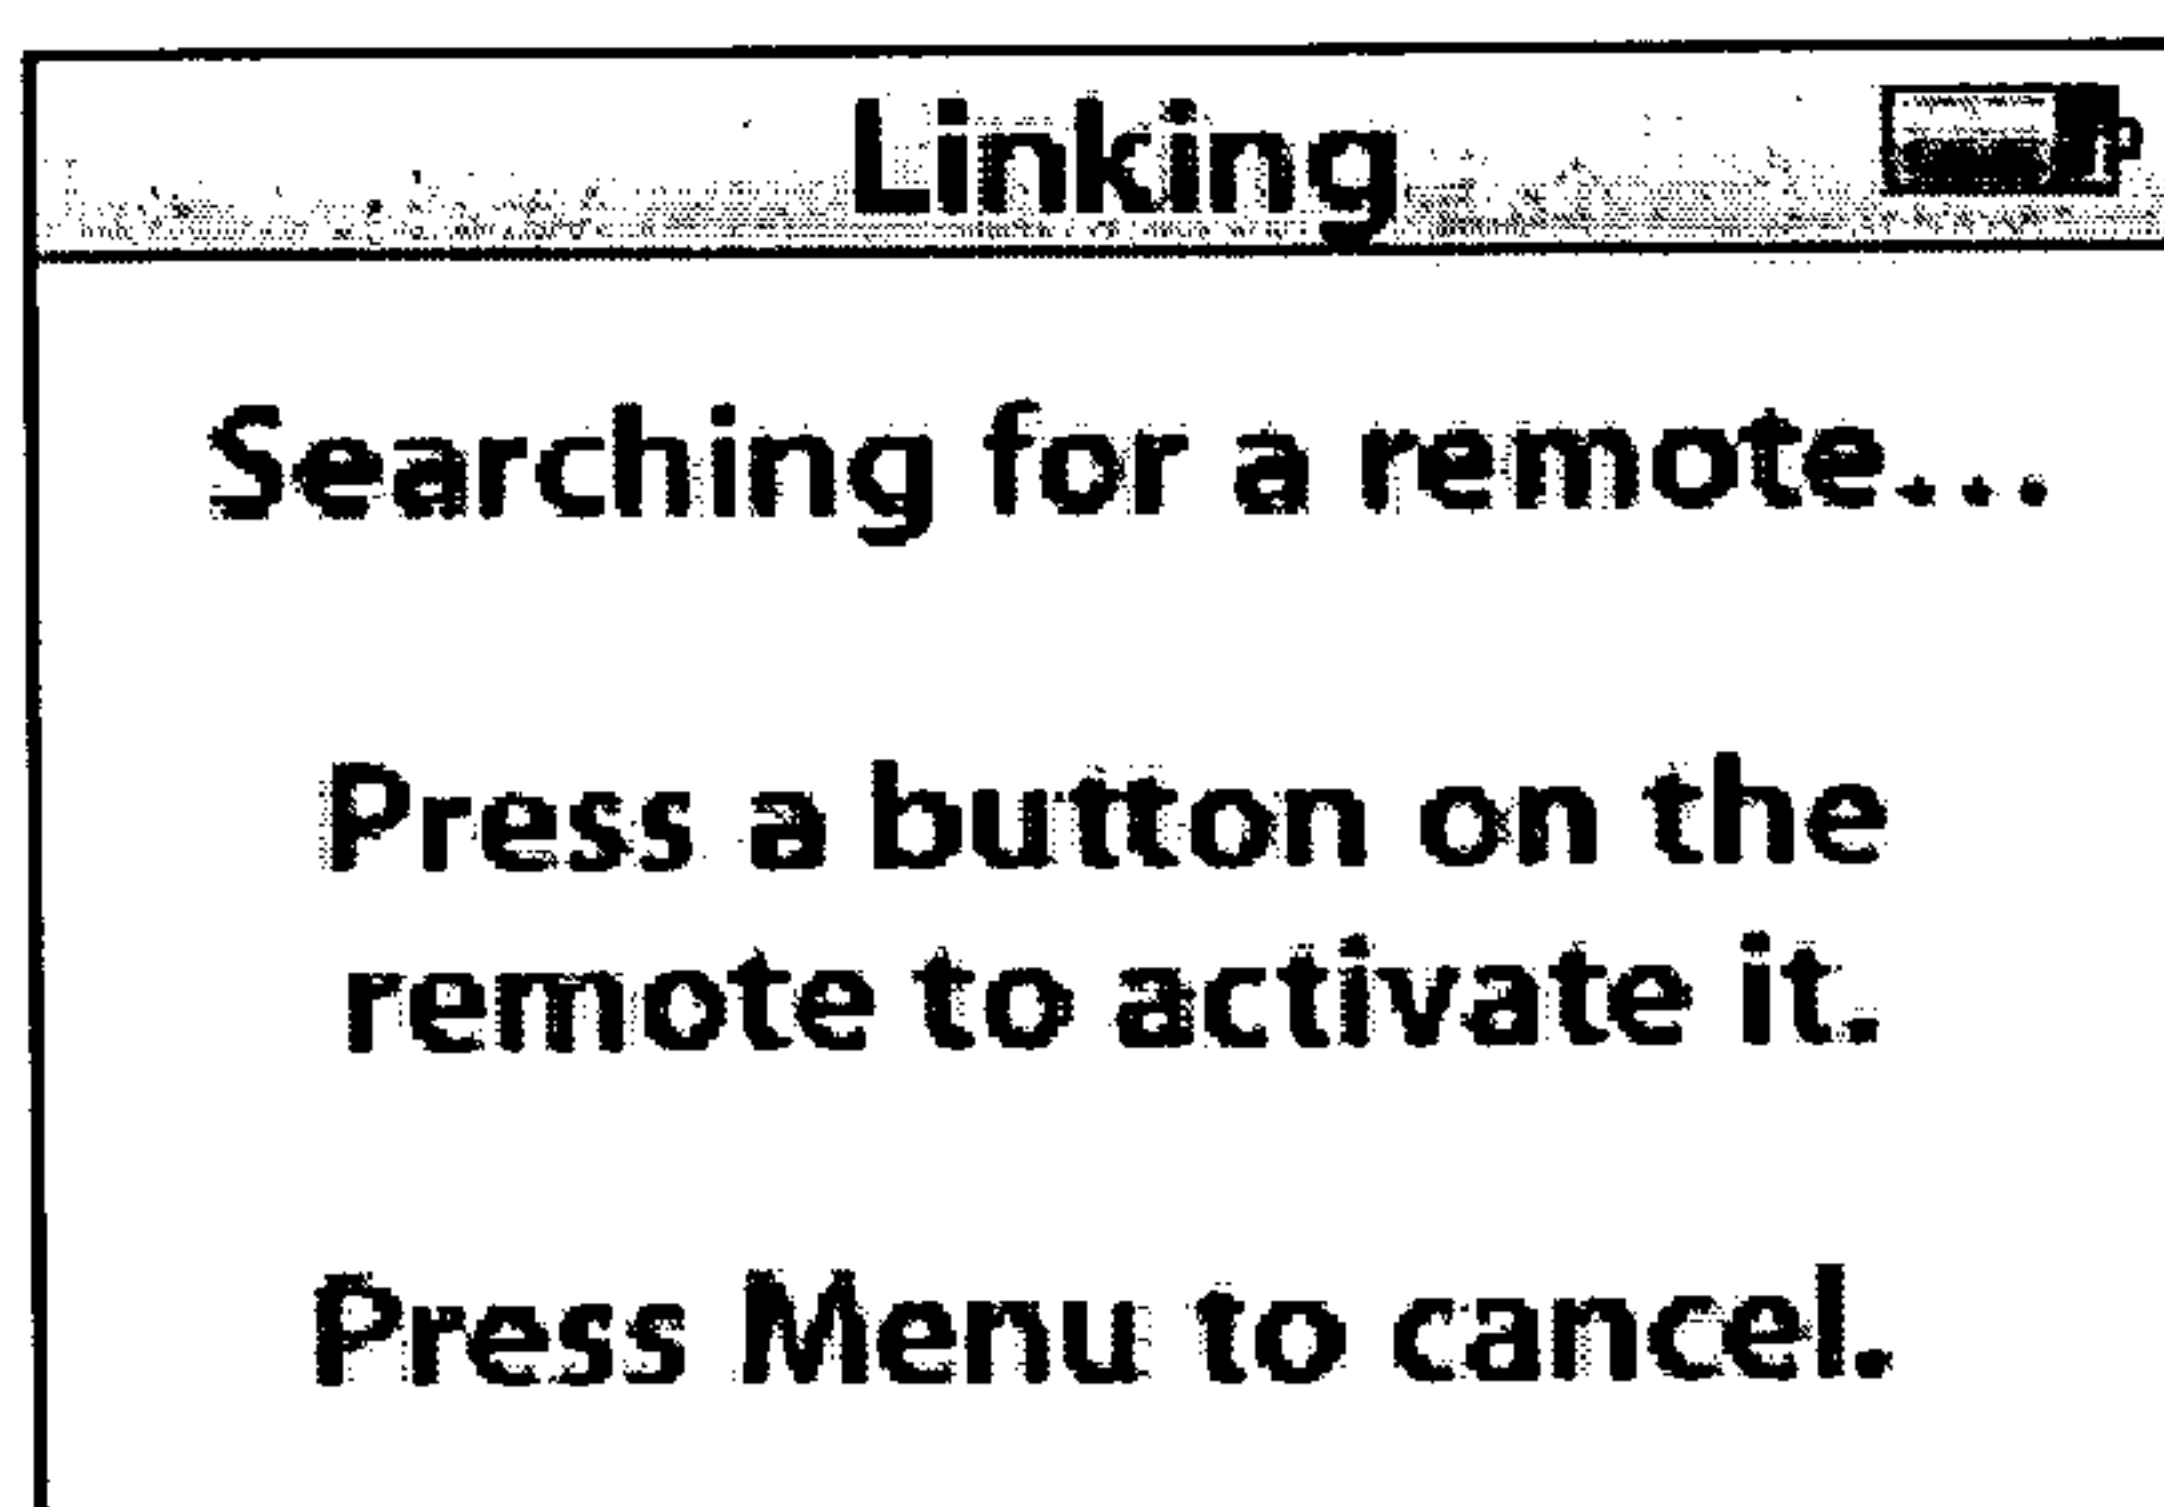 Linking
Searching for a remote...
Press a button on the
remote to activate it.
Press Menu to cancel.